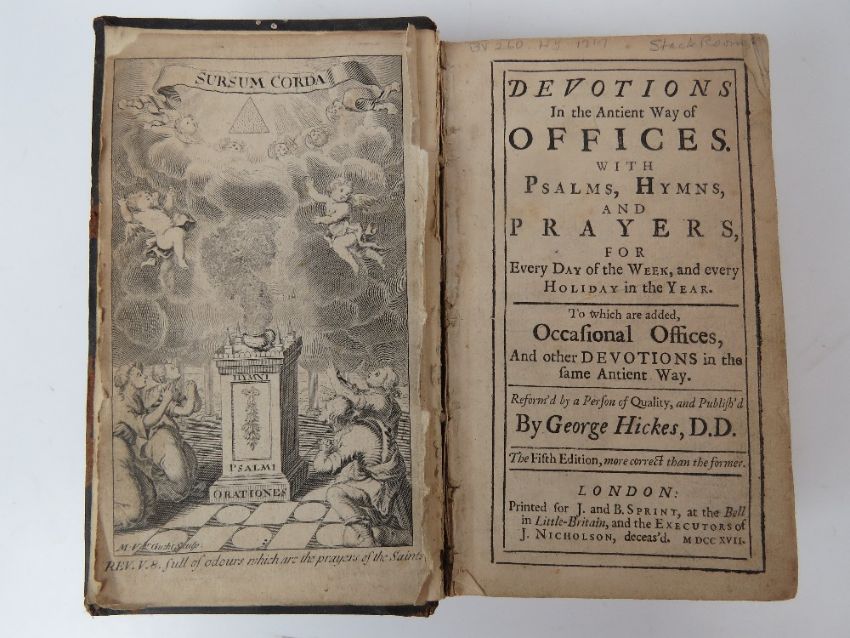 SURSUM CORDA
HYMNI
PSALMI
ORATIONES
M. V.dr Gucht Sculp:
REV. V. 8. full of odours which are the prayers of the Saints
BV 260 .H5 1717 Stack Room
DEVOTIONS
In the Antient Way of
OFFICES.
WITH
PSALMS, HYMNS,
AND
PRAYERS,
FOR
Every DAY of the WEEK, and every
HOLIDAY in the YEAR.
To which are added,
Occaſional Offices,
And other DEVOTIONS in the
ſame Antient Way.
Reform'd by a Perſon of Quality, and Publiſh'd
By George Hickes, D.D.
The Fifth Edition, more correct than the former.
LONDON:
Printed for J. and B. SPRINT, at the Bell
in Little-Britain, and the EXECUTORS of
J. NICHOLSON, deceas'd. MDCCXVII.